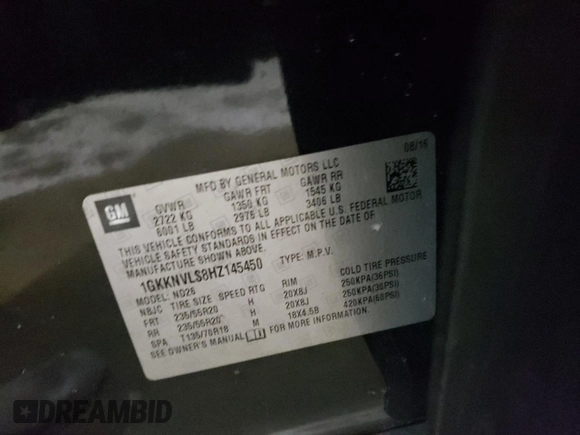 08/16
MFD BY GENERAL MOTORS LLC
GM
GVWR GAWR FRT GAWR RR
2722 KG 1350 KG 1545 KG
6001 LB 2976 LB 3406 LB
THIS VEHICLE CONFORMS TO ALL APPLICABLE U.S. FEDERAL MOTOR
VEHICLE SAFETY STANDARDS IN EFFECT ON THE DATE OF
MANUFACTURE SHOWN ABOVE.
1GKKNVLS8HZ145450 TYPE: M.P.V.
MODEL: NO26
NBJC TIRE SIZE SPEED RTG RIM COLD TIRE PRESSURE
FRT 235/55R20 H 20X8J 250KPA(36PSI)
RR 235/55R20 H 20X8J 250KPA(36PSI)
SPA T135/70R18 M 18X4.5B 420KPA(60PSI)
SEE OWNER'S MANUAL FOR MORE INFORMATION.
DREAMBID